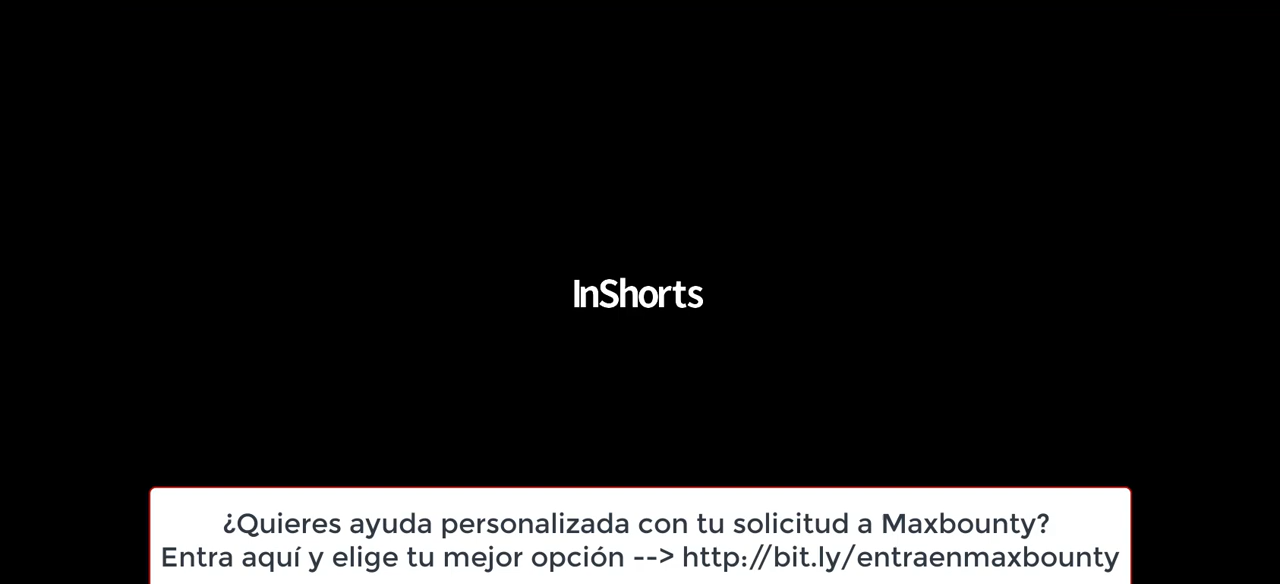 InShorts
¿Quieres ayuda personalizada con tu solicitud a Maxbounty?
Entra aquí y elige tu mejor opción --> http://bit.ly/entraenmaxbounty